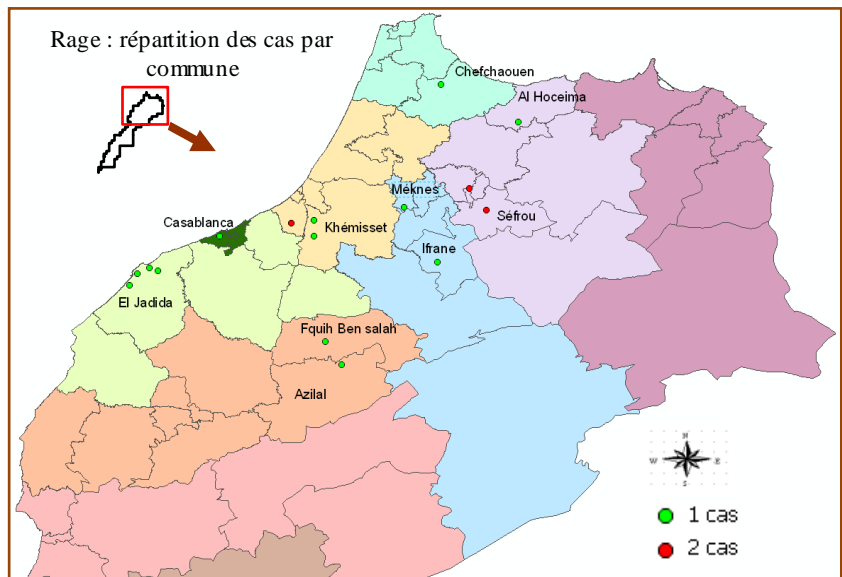 Rage : répartition des cas par
commune
Chefchaouen
Al Hoceima
Méknes
Casablanca
Khémisset
Séfrou
Ifrane
El Jadida
Fquih Ben salah
Azilal
N
W E
S
1 cas
2 cas